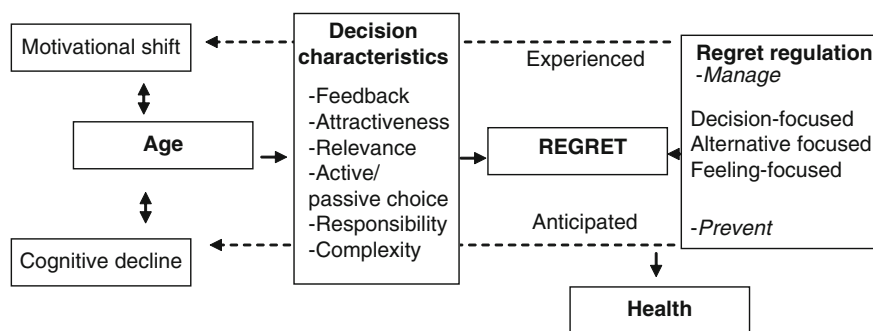 Motivational shift
Age
Cognitive decline
Decision
characteristics
-Feedback
-Attractiveness
-Relevance
-Active/
passive choice
-Responsibility
-Complexity
Experienced
REGRET
Anticipated
Regret regulation
-Manage
Decision-focused
Alternative focused
Feeling-focused
-Prevent
Health